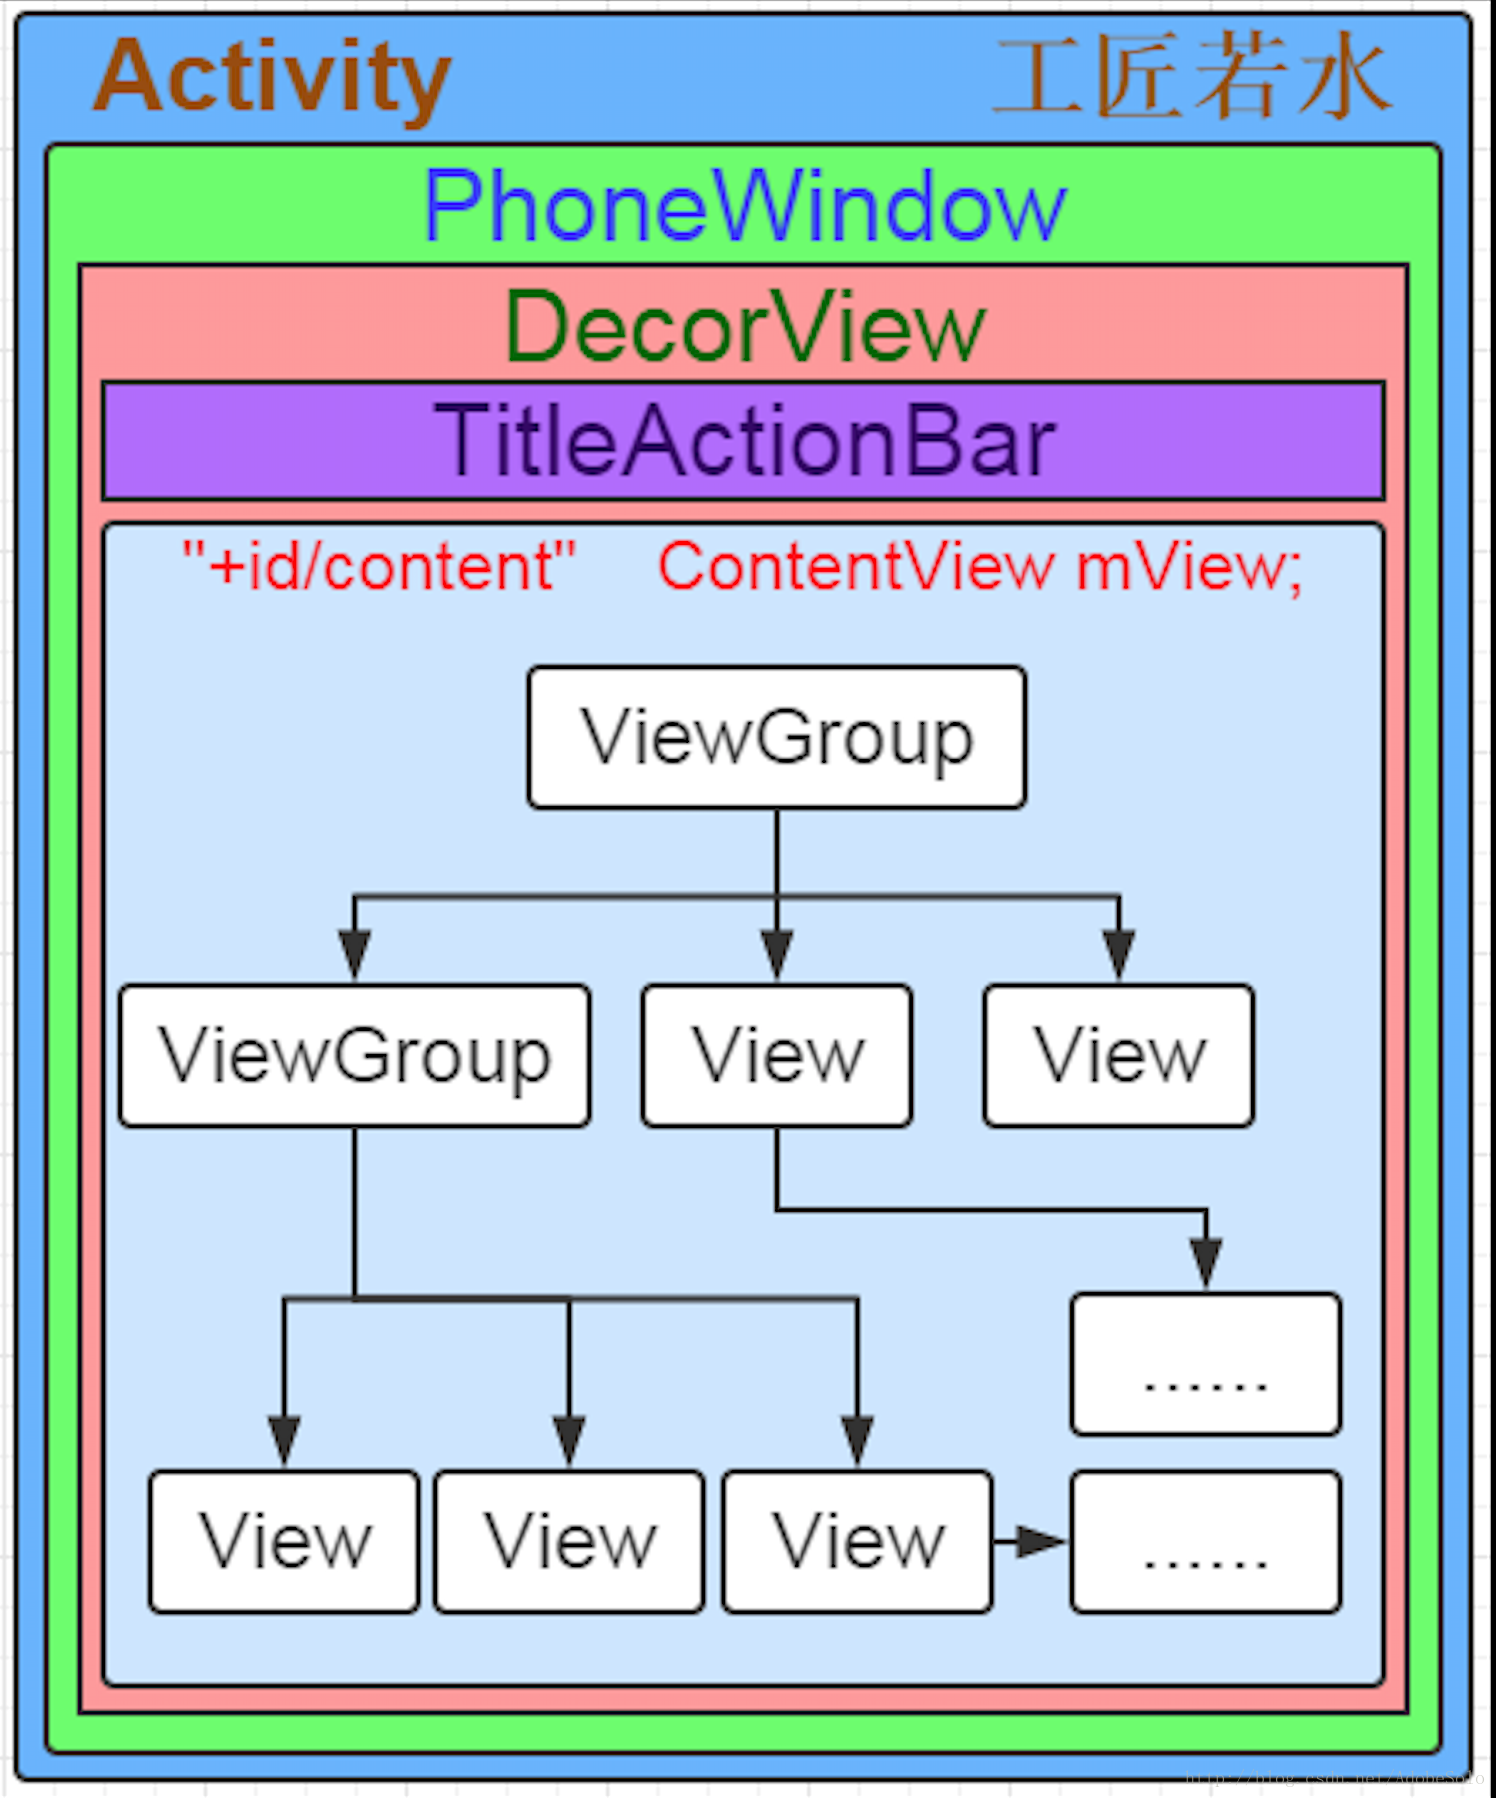 Activity 工匠若水
PhoneWindow
DecorView
TitleActionBar
"+id/content" ContentView mView;
ViewGroup
ViewGroup View View
......
View View View ......